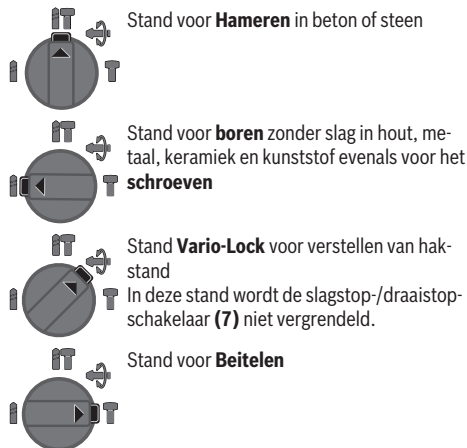 Stand voor Hameren in beton of steen
Stand voor boren zonder slag in hout, me-
taal, keramiek en kunststof evenals voor het
schroeven
Stand Vario-Lock voor verstellen van hak-
stand
In deze stand wordt de slagstop-/draaistop-
schakelaar (7) niet vergrendeld.
Stand voor Beitelen